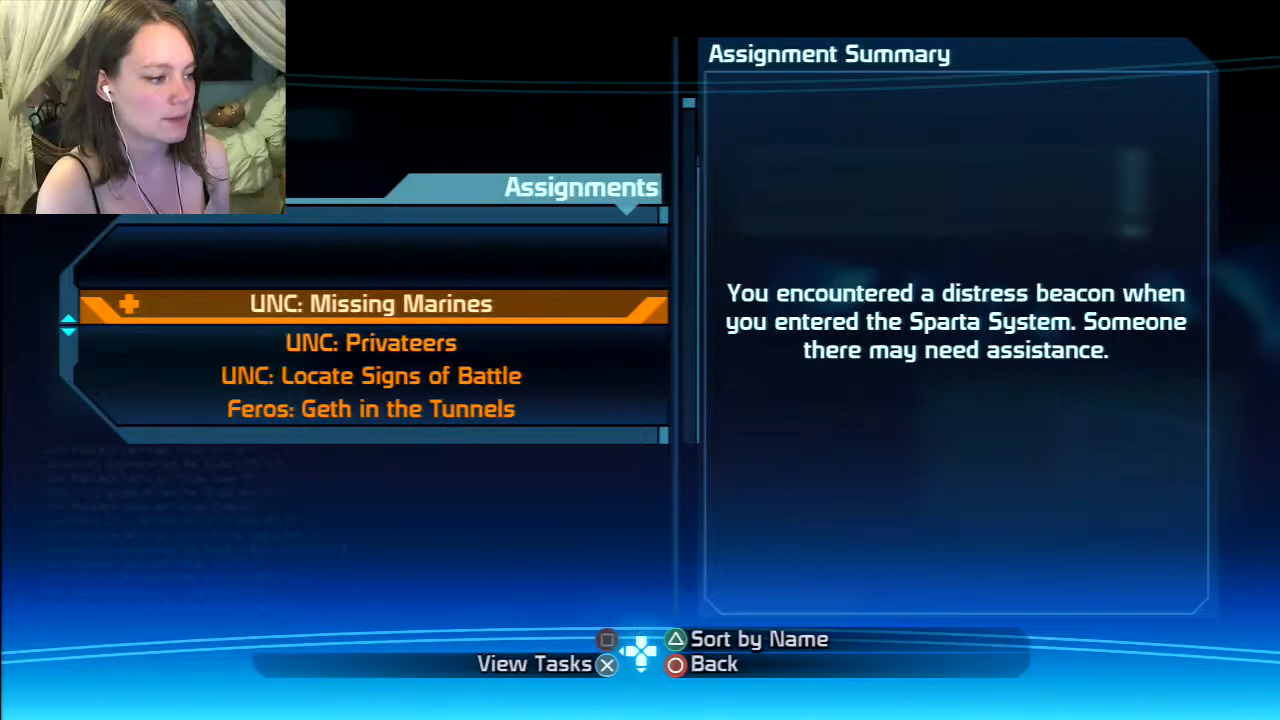 Assignment Summary
Assignments
UNC: Missing Marines
UNC: Privateers
UNC: Locate Signs of Battle
Feros: Geth in the Tunnels
You encountered a distress beacon when
you entered the Sparta System. Someone
there may need assistance.
Sort by Name
View Tasks
Back